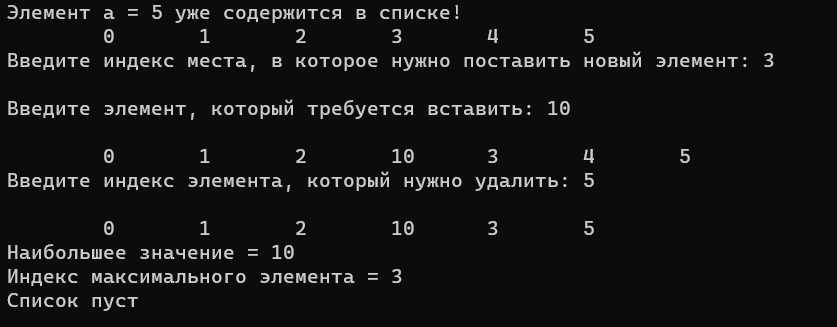 Элемент a = 5 уже содержится в списке!
0 1 2 3 4 5
Введите индекс места, в которое нужно поставить новый элемент: 3
Введите элемент, который требуется вставить: 10
0 1 2 10 3 4 5
Введите индекс элемента, который нужно удалить: 5
0 1 2 10 3 5
Наибольшее значение = 10
Индекс максимального элемента = 3
Список пуст